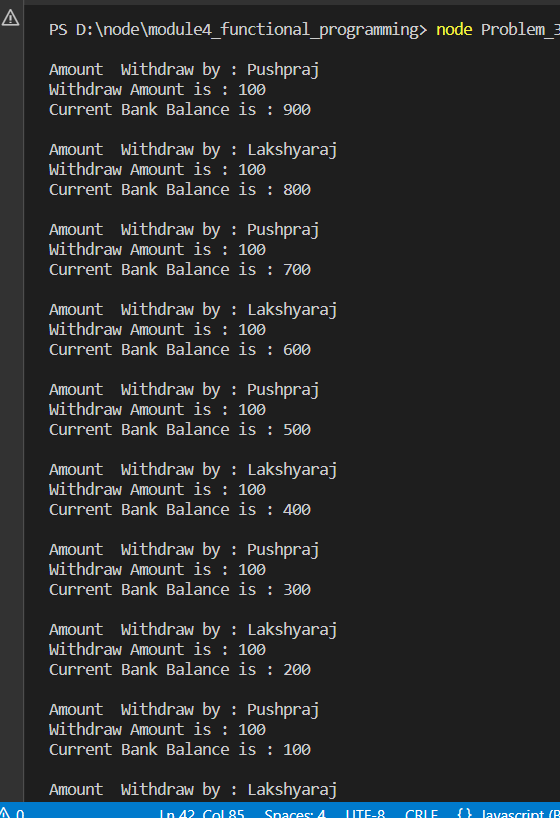 PS D:\node\module4_functional_programming> node Problem_3
Amount  Withdraw by : Pushpraj
Withdraw Amount is : 100
Current Bank Balance is : 900
Amount  Withdraw by : Lakshyaraj
Withdraw Amount is : 100
Current Bank Balance is : 800
Amount  Withdraw by : Pushpraj
Withdraw Amount is : 100
Current Bank Balance is : 700
Amount  Withdraw by : Lakshyaraj
Withdraw Amount is : 100
Current Bank Balance is : 600
Amount  Withdraw by : Pushpraj
Withdraw Amount is : 100
Current Bank Balance is : 500
Amount  Withdraw by : Lakshyaraj
Withdraw Amount is : 100
Current Bank Balance is : 400
Amount  Withdraw by : Pushpraj
Withdraw Amount is : 100
Current Bank Balance is : 300
Amount  Withdraw by : Lakshyaraj
Withdraw Amount is : 100
Current Bank Balance is : 200
Amount  Withdraw by : Pushpraj
Withdraw Amount is : 100
Current Bank Balance is : 100
Amount  Withdraw by : Lakshyaraj
0 Ln 42, Col 85 Spaces: 4 UTF-8 CRLF {} Javascript